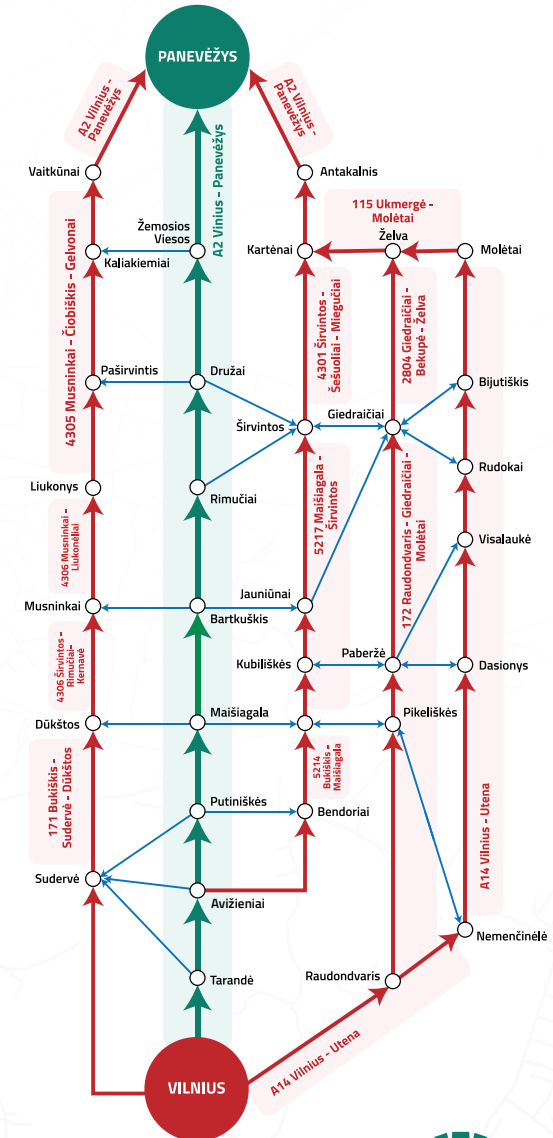 PANEVĖŽYS
A2 Vilnius-
Panevėžys
A2 Vilnius -
Panevėžys
A2 Vinius - Panevėžys
Vaitkūnai
Antakalnis
115 Ukmergė -
Molėtai
Žemosios
Viesos
Kaliakiemiai
Kartėnai
Želva
Molėtai
4305 Musninkai – Čiobiškis – Gelvonai
4301 Širvintos -
Šešuoliai - Miegučiai
2804 Giedraičiai -
Bekupė - Želva
Paširvintis
Družai
Bijutiškis
Širvintos
Giedraičiai
Rudokai
Liukonys
Rimučiai
5217 Maišiagala -
Širvintos
172 Raudondvaris - Giedraičiai -
Molėtai
Visalaukė
4306 Musninkai -
Liukonėliai
Musninkai
Bartkuškis
Jauniūnai
4306 Širvintos -
Rimučiai-
Kernavė
Kubiliškės
Paberžė
Dasionys
Dūkštos
Maišiagala
Pikeliškės
171 Bukiškis -
Sudervė - Dūkštos
5214
Bukiškis -
Maišiagala
A14 Vilnius - Utena
Putiniškės
Bendoriai
Sudervė
Avižieniai
Nemenčinėlė
Tarandė
Raudondvaris
VILNIUS
A14 Vilnius - Utena